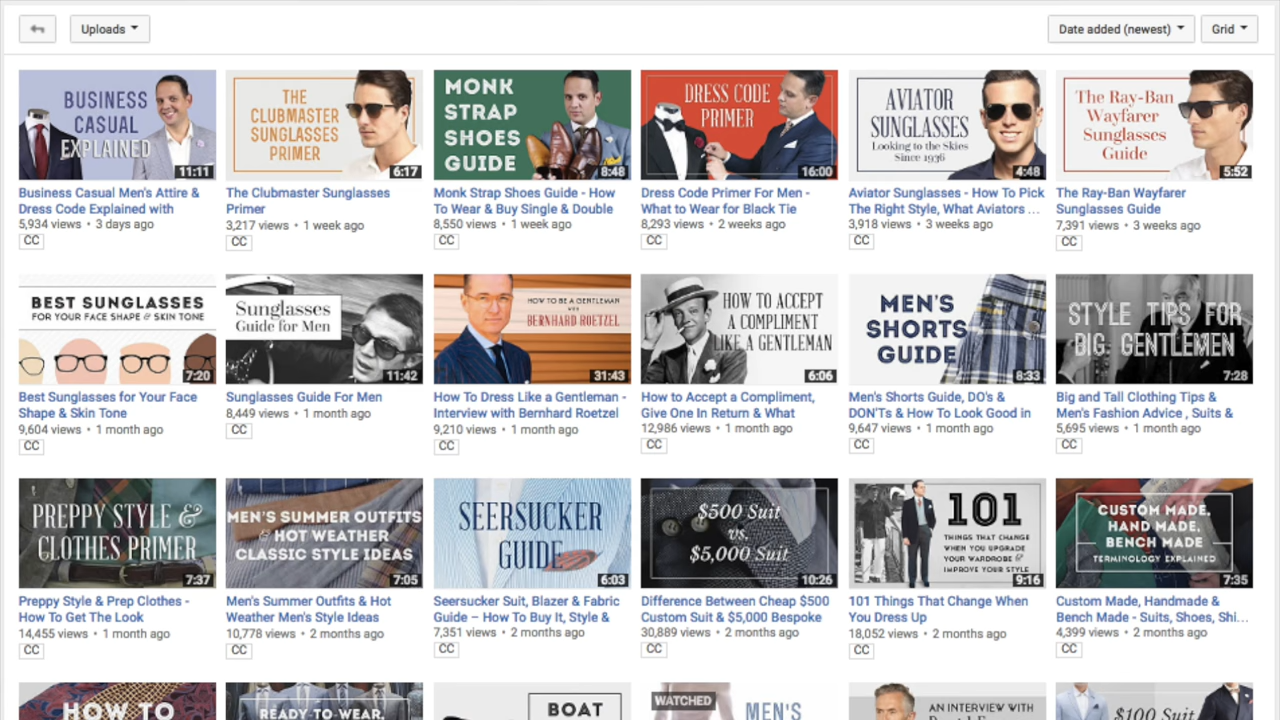 Uploads
Date added (newest)
Grid
BUSINESS
CASUAL
EXPLAINED
11:11
Business Casual Men's Attire &
Dress Code Explained with
5,934 views • 3 days ago
CC
THE
CLUBMASTER
SUNGLASSES
PRIMER
6:17
The Clubmaster Sunglasses
Primer
3,217 views • 1 week ago
CC
MONK
STRAP
SHOES
GUIDE
8:48
Monk Strap Shoes Guide - How
To Wear & Buy Single & Double
8,550 views • 1 week ago
CC
DRESS CODE
PRIMER
16:00
Dress Code Primer For Men -
What to Wear for Black Tie
8,293 views • 2 weeks ago
CC
AVIATOR
SUNGLASSES
Looking to the Skies
Since 1936
4:48
Aviator Sunglasses - How To Pick
The Right Style, What Aviators ...
3,918 views • 3 weeks ago
CC
The Ray-Ban
Wayfarer
Sunglasses
Guide
5:52
The Ray-Ban Wayfarer
Sunglasses Guide
7,391 views • 3 weeks ago
CC
BEST SUNGLASSES
FOR YOUR FACE SHAPE & SKIN TONE
7:20
Best Sunglasses for Your Face
Shape & Skin Tone
9,604 views • 1 month ago
CC
Sunglasses
Guide for Men
11:42
Sunglasses Guide For Men
8,449 views • 1 month ago
CC
HOW TO BE A GENTLEMAN
WITH
BERNHARD ROETZEL
31:43
How To Dress Like a Gentleman -
Interview with Bernhard Roetzel
9,210 views • 1 month ago
CC
HOW TO ACCEPT
A COMPLIMENT
LIKE A GENTLEMAN
6:06
How to Accept a Compliment,
Give One In Return & What
12,986 views • 1 month ago
CC
MEN'S
SHORTS
GUIDE
8:33
Men's Shorts Guide, DO's &
DON'Ts & How To Look Good in
9,647 views • 1 month ago
CC
STYLE TIPS FOR
BIG GENTLEMEN
7:28
Big and Tall Clothing Tips &
Men's Fashion Advice , Suits &
5,695 views • 1 month ago
CC
PREPPY STYLE &
CLOTHES PRIMER
7:37
Preppy Style & Prep Clothes -
How To Get The Look
14,455 views • 1 month ago
CC
MEN'S SUMMER OUTFITS
& HOT WEATHER
CLASSIC STYLE IDEAS
7:05
Men's Summer Outfits & Hot
Weather Men's Style Ideas
10,778 views • 2 months ago
CC
SEERSUCKER
GUIDE
6:03
Seersucker Suit, Blazer & Fabric
Guide – How To Buy It, Style &
7,351 views • 2 months ago
CC
$500 Suit
vs.
$5,000 Suit
10:26
Difference Between Cheap $500
Custom Suit & $5,000 Bespoke
30,889 views • 2 months ago
CC
101
THINGS THAT CHANGE
WHEN YOU UPGRADE
YOUR WARDROBE &
IMPROVE YOUR STYLE
9:16
101 Things That Change When
You Dress Up
18,052 views • 2 months ago
CC
CUSTOM MADE,
HAND MADE,
BENCH MADE
TERMINOLOGY EXPLAINED
7:35
Custom Made, Handmade &
Bench Made - Suits, Shoes, Shi...
4,399 views • 2 months ago
CC
HOW TO
READY-TO-WEAR,
BOAT
WATCHED
MEN'S
AN INTERVIEW WITH
$100 Suit